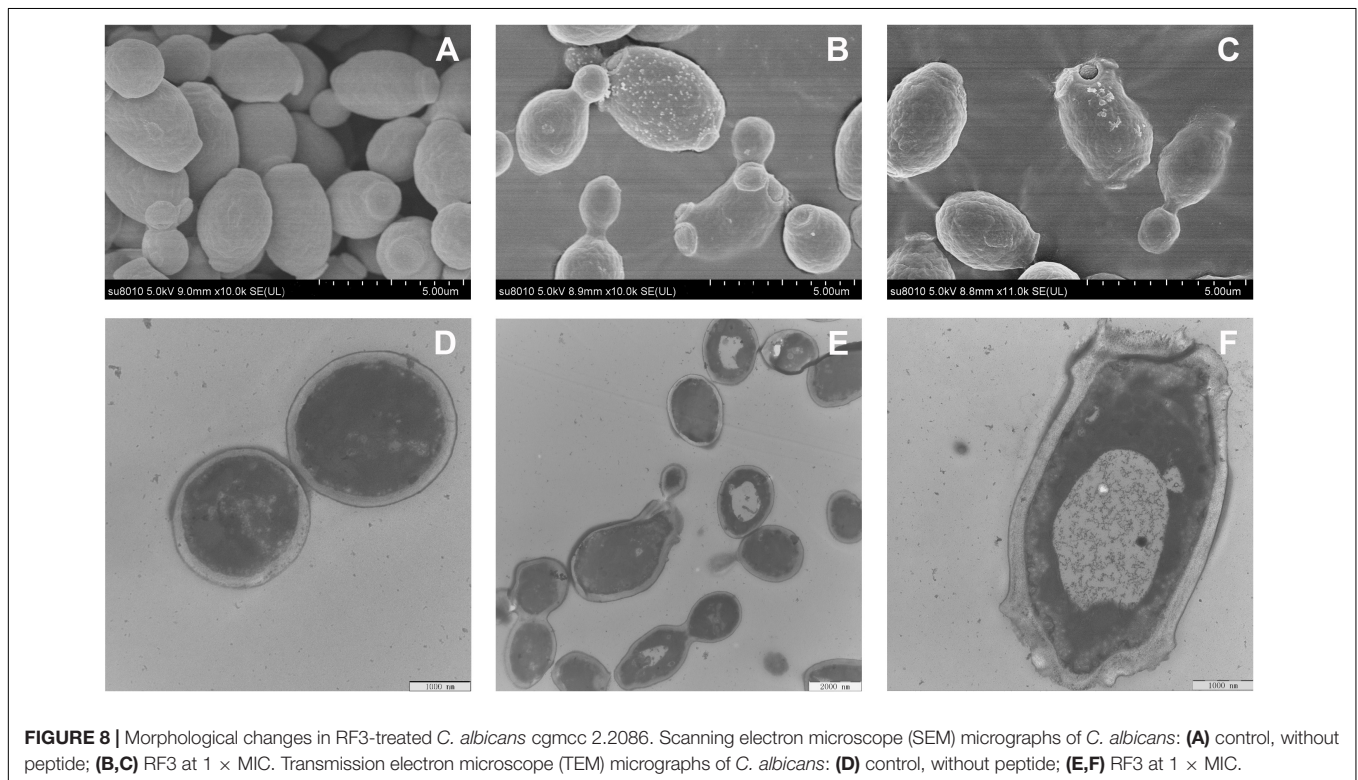 A
B
C
su8010 5.0kV 9.0mm x10.0k SE(UL) 5.00um
su8010 5.0kV 8.9mm x10.0k SE(UL) 5.00um
su8010 5.0kV 8.8mm x11.0k SE(UL) 5.00um
D
E
F
1000 nm
2000 nm
1000 nm
FIGURE 8 | Morphological changes in RF3-treated C. albicans cgmcc 2.2086. Scanning electron microscope (SEM) micrographs of C. albicans: (A) control, without
peptide; (B,C) RF3 at 1 × MIC. Transmission electron microscope (TEM) micrographs of C. albicans: (D) control, without peptide; (E,F) RF3 at 1 × MIC.